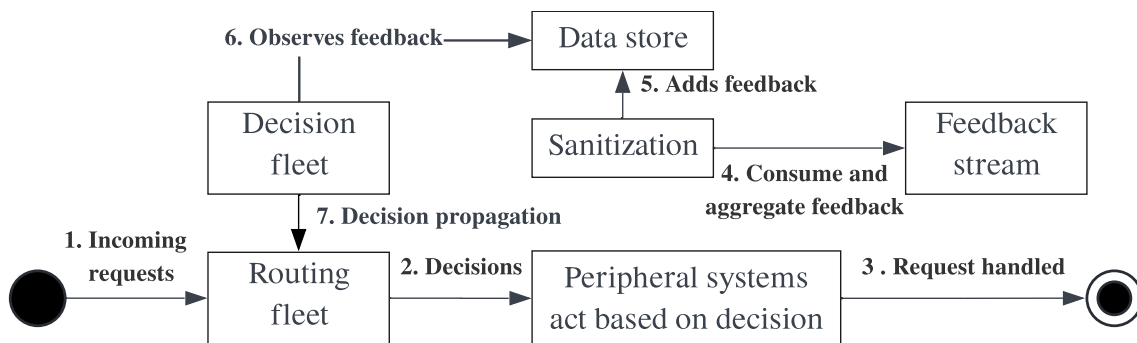 6. Observes feedback
Data store
5. Adds feedback
Decision
fleet
Sanitization
Feedback
stream
4. Consume and
aggregate feedback
7. Decision propagation
1. Incoming
requests
Routing
fleet
2. Decisions
Peripheral systems
act based on decision
3 . Request handled